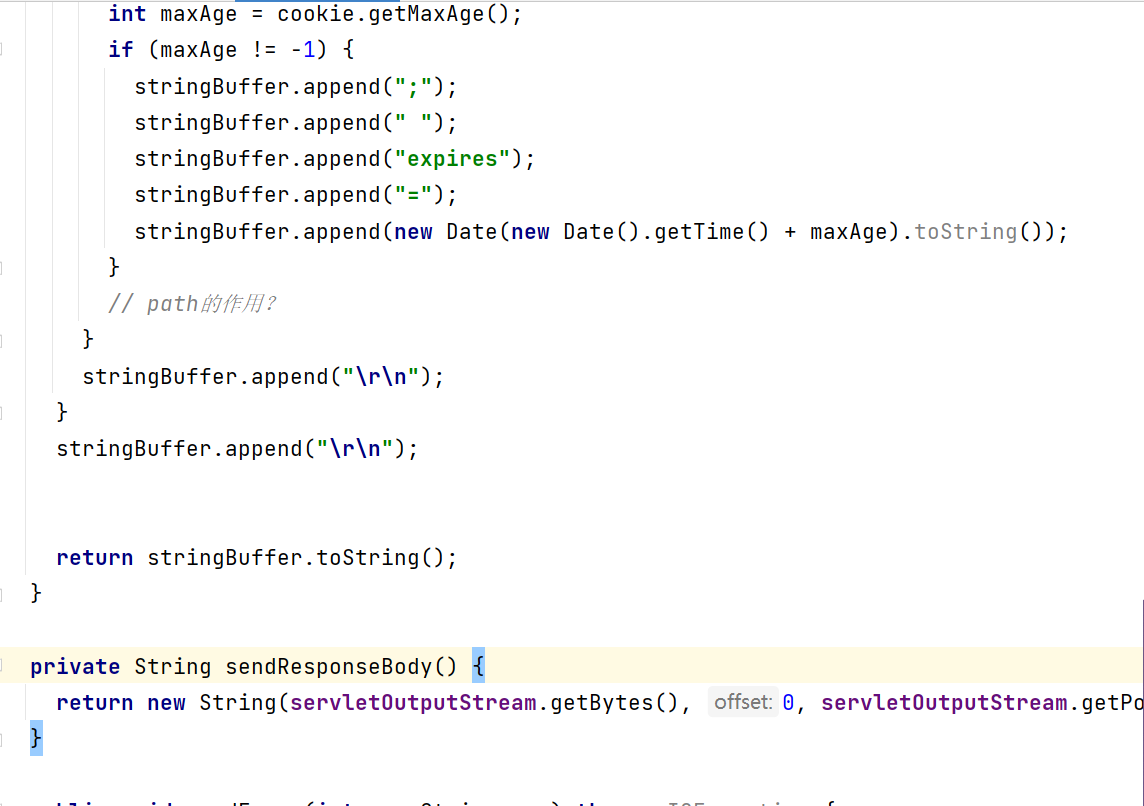 int maxAge = cookie.getMaxAge();
if (maxAge != -1) {
stringBuffer.append(";");
stringBuffer.append(" ");
stringBuffer.append("expires");
stringBuffer.append("=");
stringBuffer.append(new Date(new Date().getTime() + maxAge).toString());
}
// path的作用?
}
stringBuffer.append("\r\n");
}
stringBuffer.append("\r\n");
return stringBuffer.toString();
}
private String sendResponseBody() {
return new String(servletOutputStream.getBytes(), offset: 0, servletOutputStream.getPo
}